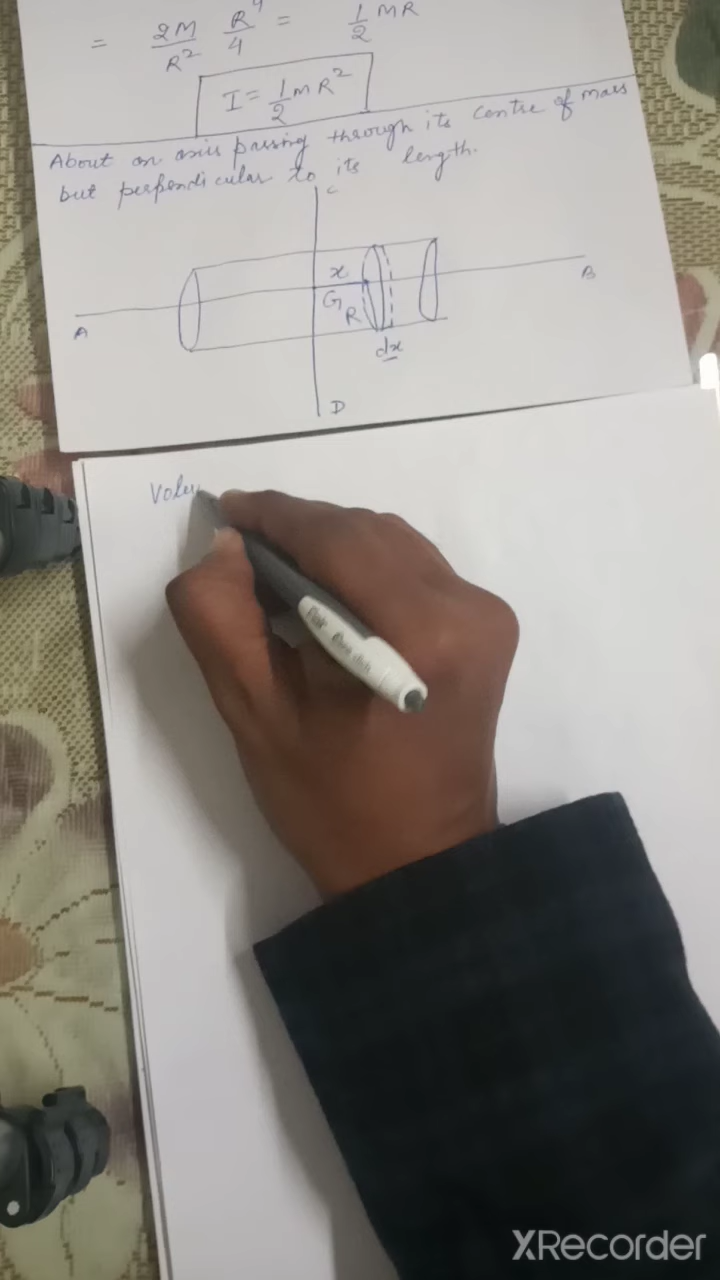 = 2M/R² R⁴/4 = 1/2 MR
I = 1/2 MR²
About an axis passing through its centre of mass
but perpendicular to its length.
C
x
B
G
R
A
dx
D
Volu
XRecorder